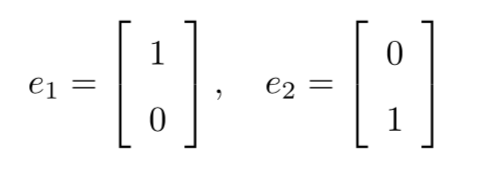 e₁ = [ 1 0 ], e₂ = [ 0 1 ]